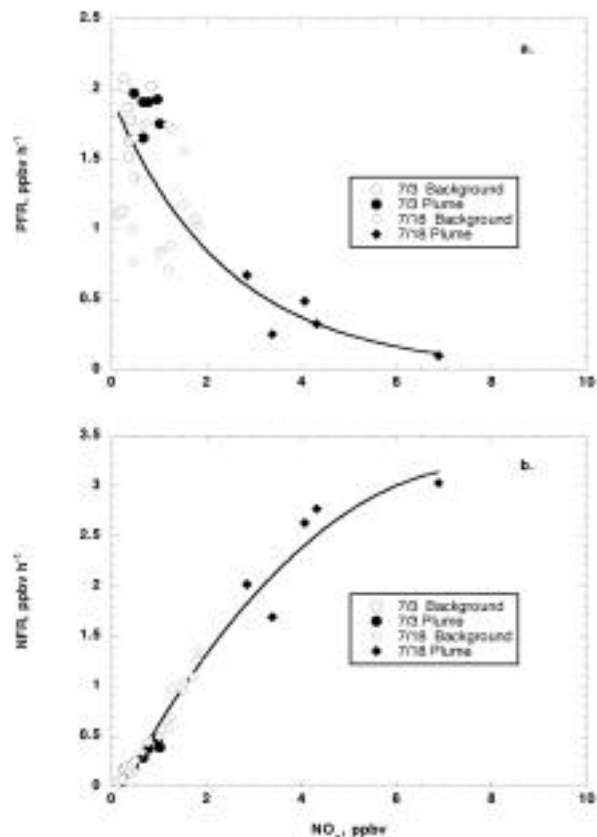 2.5
a.
2
PFR, ppbv h⁻¹
1.5
7/3 Background
7/3 Plume
7/18 Background
7/18 Plume
1
0.5
0
0 2 4 6 8 10
3.5
b.
3
NFR, ppbv h⁻¹
2.5
2
7/3 Background
7/3 Plume
7/18 Background
7/18 Plume
1.5
1
0.5
0
0 2 4 6 8 10
ppbv